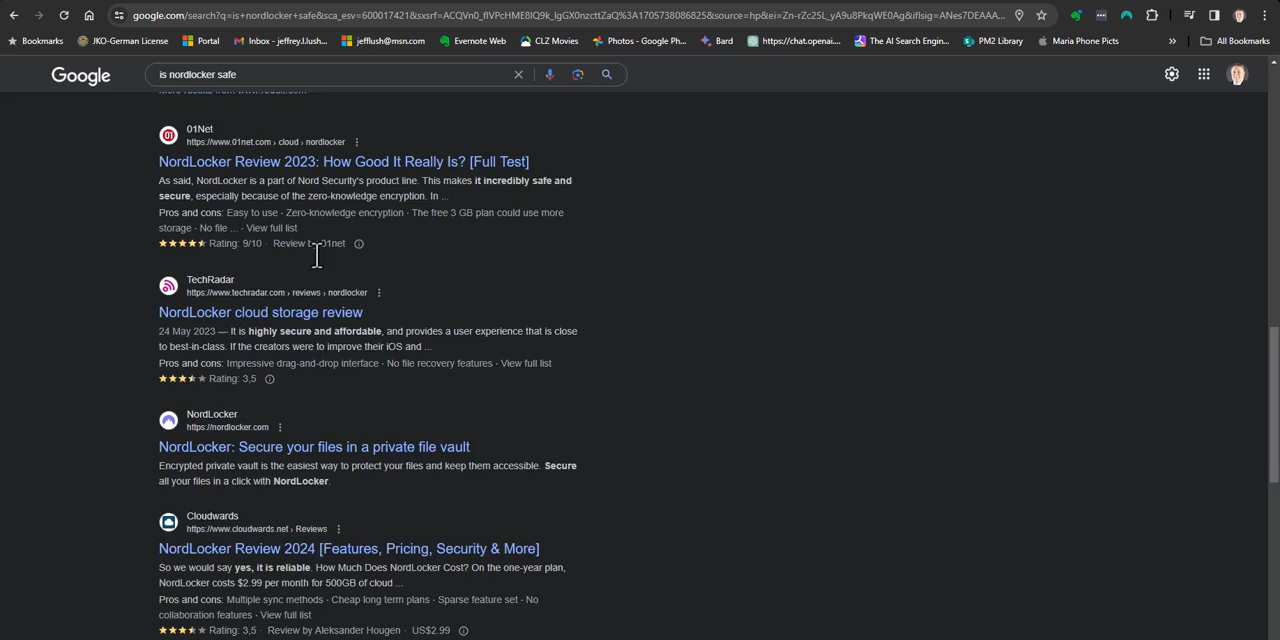 google.com/search?q=is+nordlocker+safe&sca_esv=600017421&sxsrf=ACQVn0_flVPcHME8lQ9k_lgGX0nzcttZaQ%3A1705738086825&source=hp&ei=Zn-rZc25L_yA9u8PkqWE0Ag&iflsig=ANes7DEAAA...
Bookmarks JKO-German License Portal Inbox - jeffrey.l.lush... jefflush@msn.com Evernote Web CLZ Movies Photos - Google Ph... Bard https://chat.openai.... The AI Search Engin... PM2 Library Maria Phone Picts » All Bookmarks
Google
is nordlocker safe
01Net
https://www.01net.com › cloud › nordlocker
NordLocker Review 2023: How Good It Really Is? [Full Test]
As said, NordLocker is a part of Nord Security's product line. This makes it incredibly safe and
secure, especially because of the zero-knowledge encryption. In ...
Pros and cons: Easy to use · Zero-knowledge encryption · The free 3 GB plan could use more
storage · No file ... · View full list
Rating: 9/10 · Review by 01net
TechRadar
https://www.techradar.com › reviews › nordlocker
NordLocker cloud storage review
24 May 2023 — It is highly secure and affordable, and provides a user experience that is close
to best-in-class. If the creators were to improve their iOS and ...
Pros and cons: Impressive drag-and-drop interface · No file recovery features · View full list
Rating: 3,5
NordLocker
https://nordlocker.com
NordLocker: Secure your files in a private file vault
Encrypted private vault is the easiest way to protect your files and keep them accessible. Secure
all your files in a click with NordLocker.
Cloudwards
https://www.cloudwards.net › Reviews
NordLocker Review 2024 [Features, Pricing, Security & More]
So we would say yes, it is reliable. How Much Does NordLocker Cost? On the one-year plan,
NordLocker costs $2.99 per month for 500GB of cloud ...
Pros and cons: Multiple sync methods · Cheap long term plans · Sparse feature set · No
collaboration features · View full list
Rating: 3,5 · Review by Aleksander Hougen · US$2.99